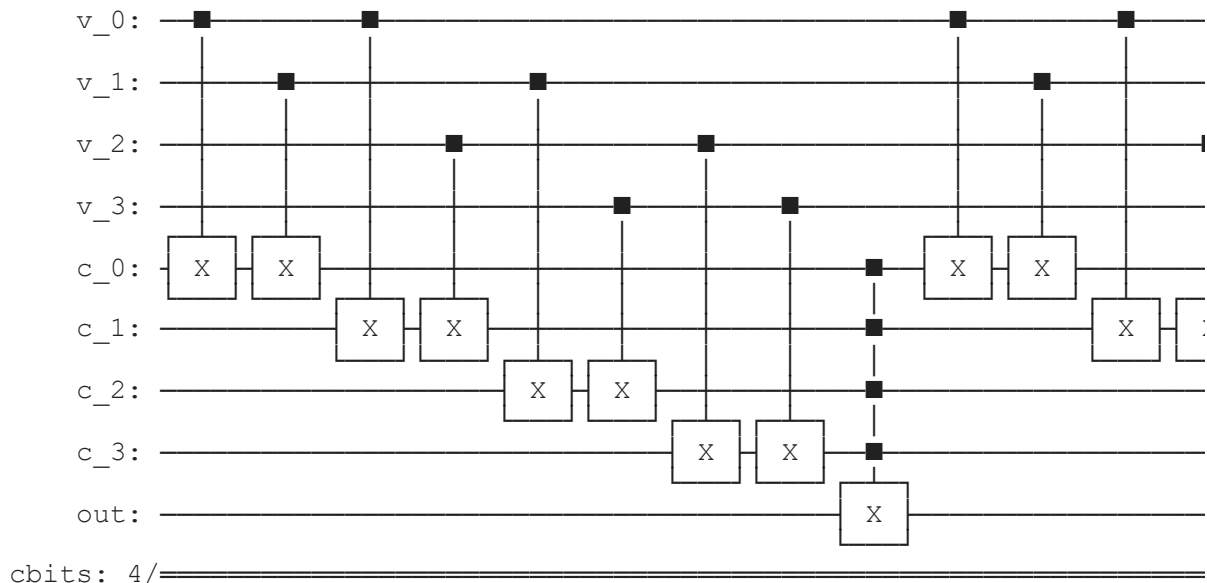 v_0:
v_1:
v_2:
v_3:
c_0: X X X X
c_1: X X X
c_2: X X
c_3: X X
out: X
cbits: 4/